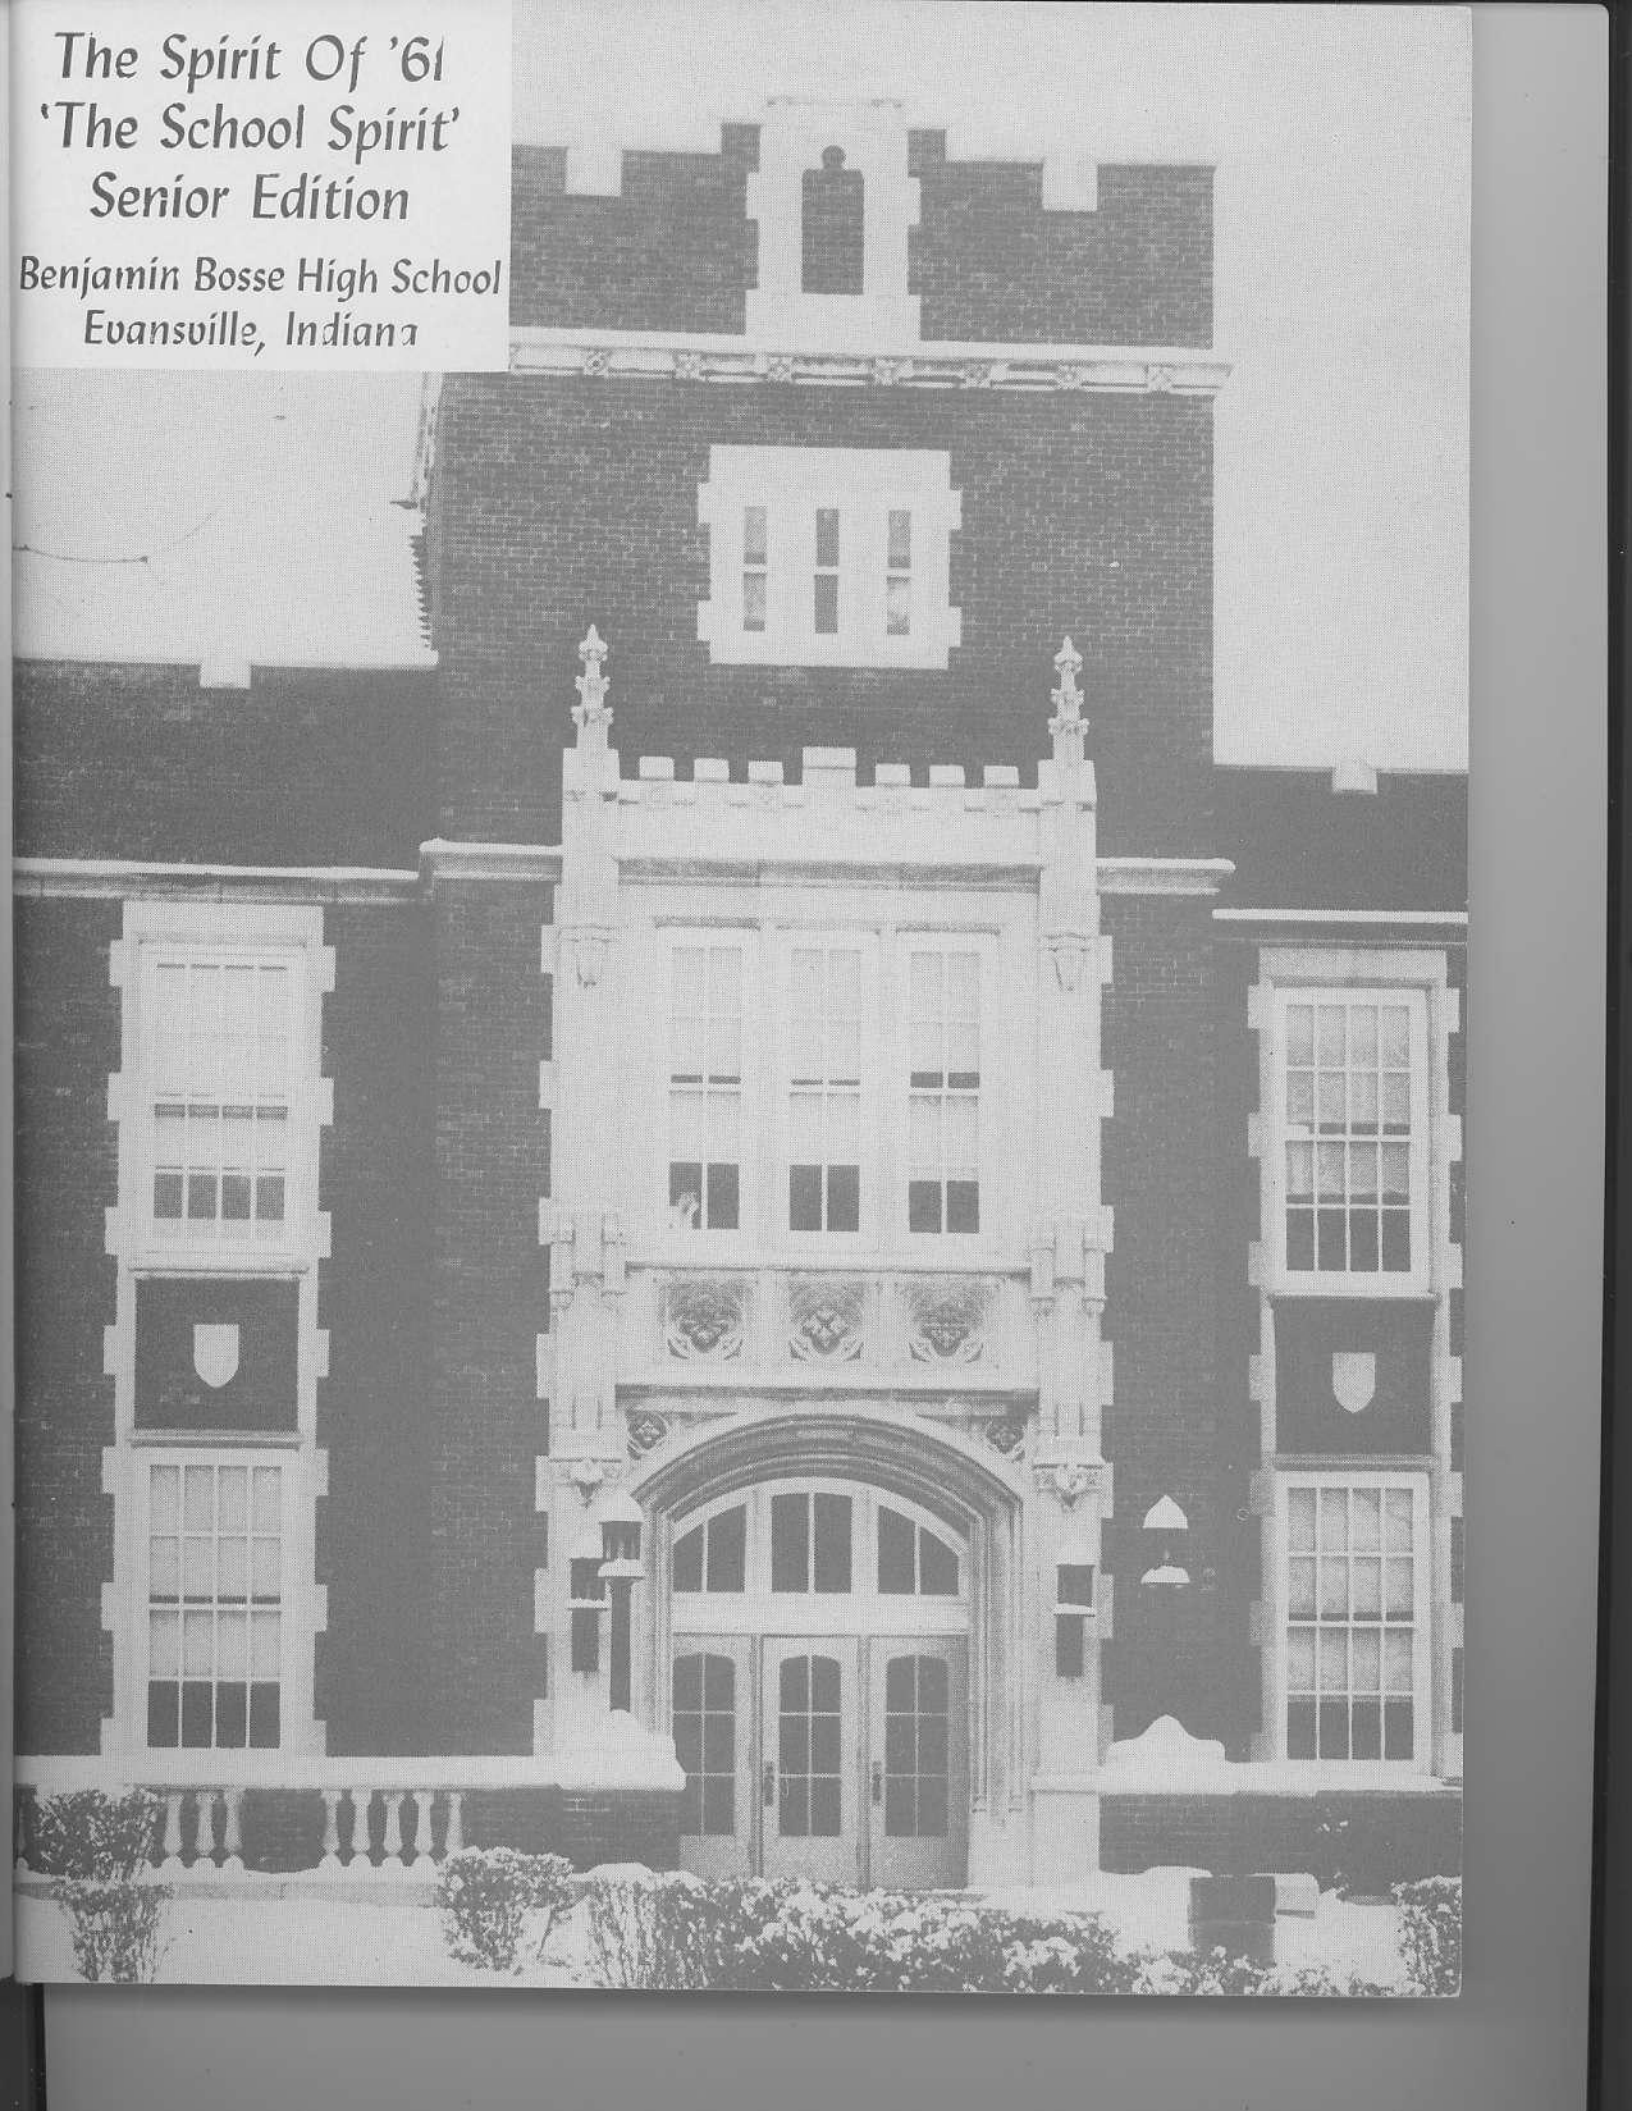 The Spirit Of '61
'The School Spirit'
Senior Edition
Benjamin Bosse High School
Evansville, Indiana